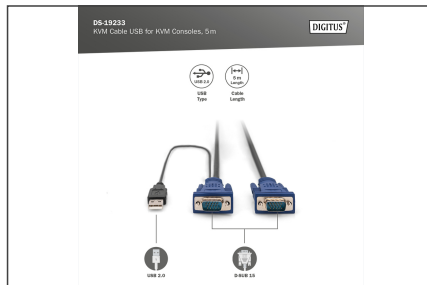 DS-19233
KVM Cable USB for KVM Consoles, 5 m
DIGITUS®
USB 2.0
5 m
Length
USB
Type
Cable
Length
USB 2.0
D-SUB 15